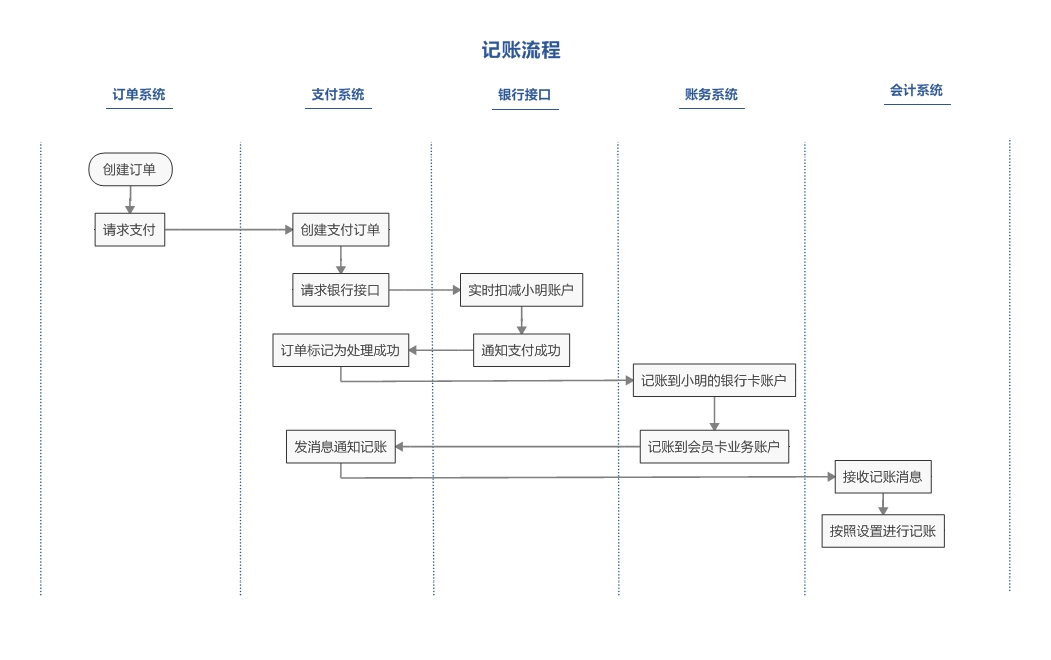 记账流程
订单系统
支付系统
银行接口
账务系统
会计系统
创建订单
请求支付
创建支付订单
请求银行接口
实时扣减小明账户
订单标记为处理成功
通知支付成功
记账到小明的银行卡账户
发消息通知记账
记账到会员卡业务账户
接收记账消息
按照设置进行记账